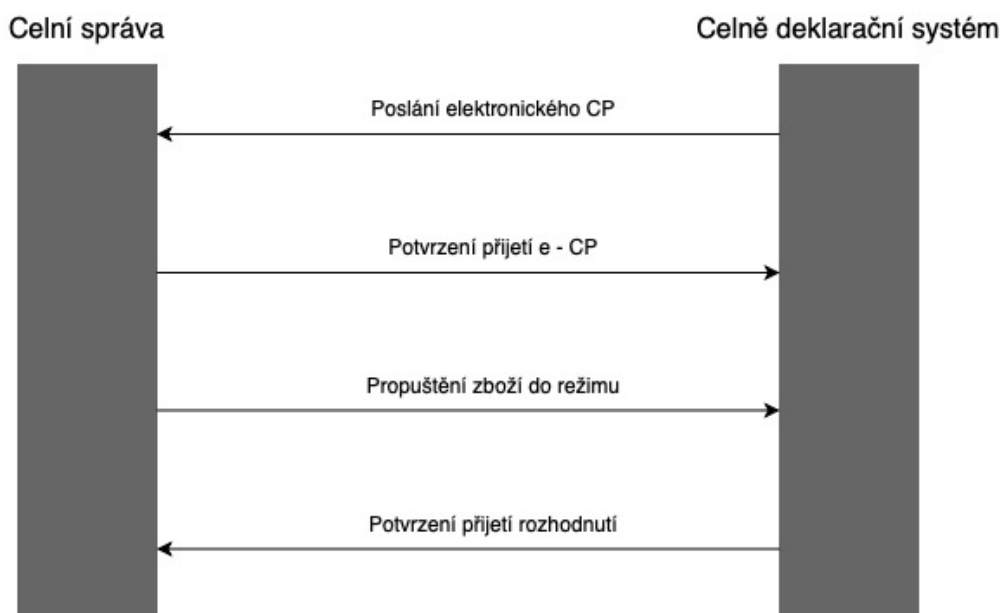 Celní správa
Celně deklarační systém
Poslání elektronického CP
Potvrzení přijetí e - CP
Propuštění zboží do režimu
Potvrzení přijetí rozhodnutí